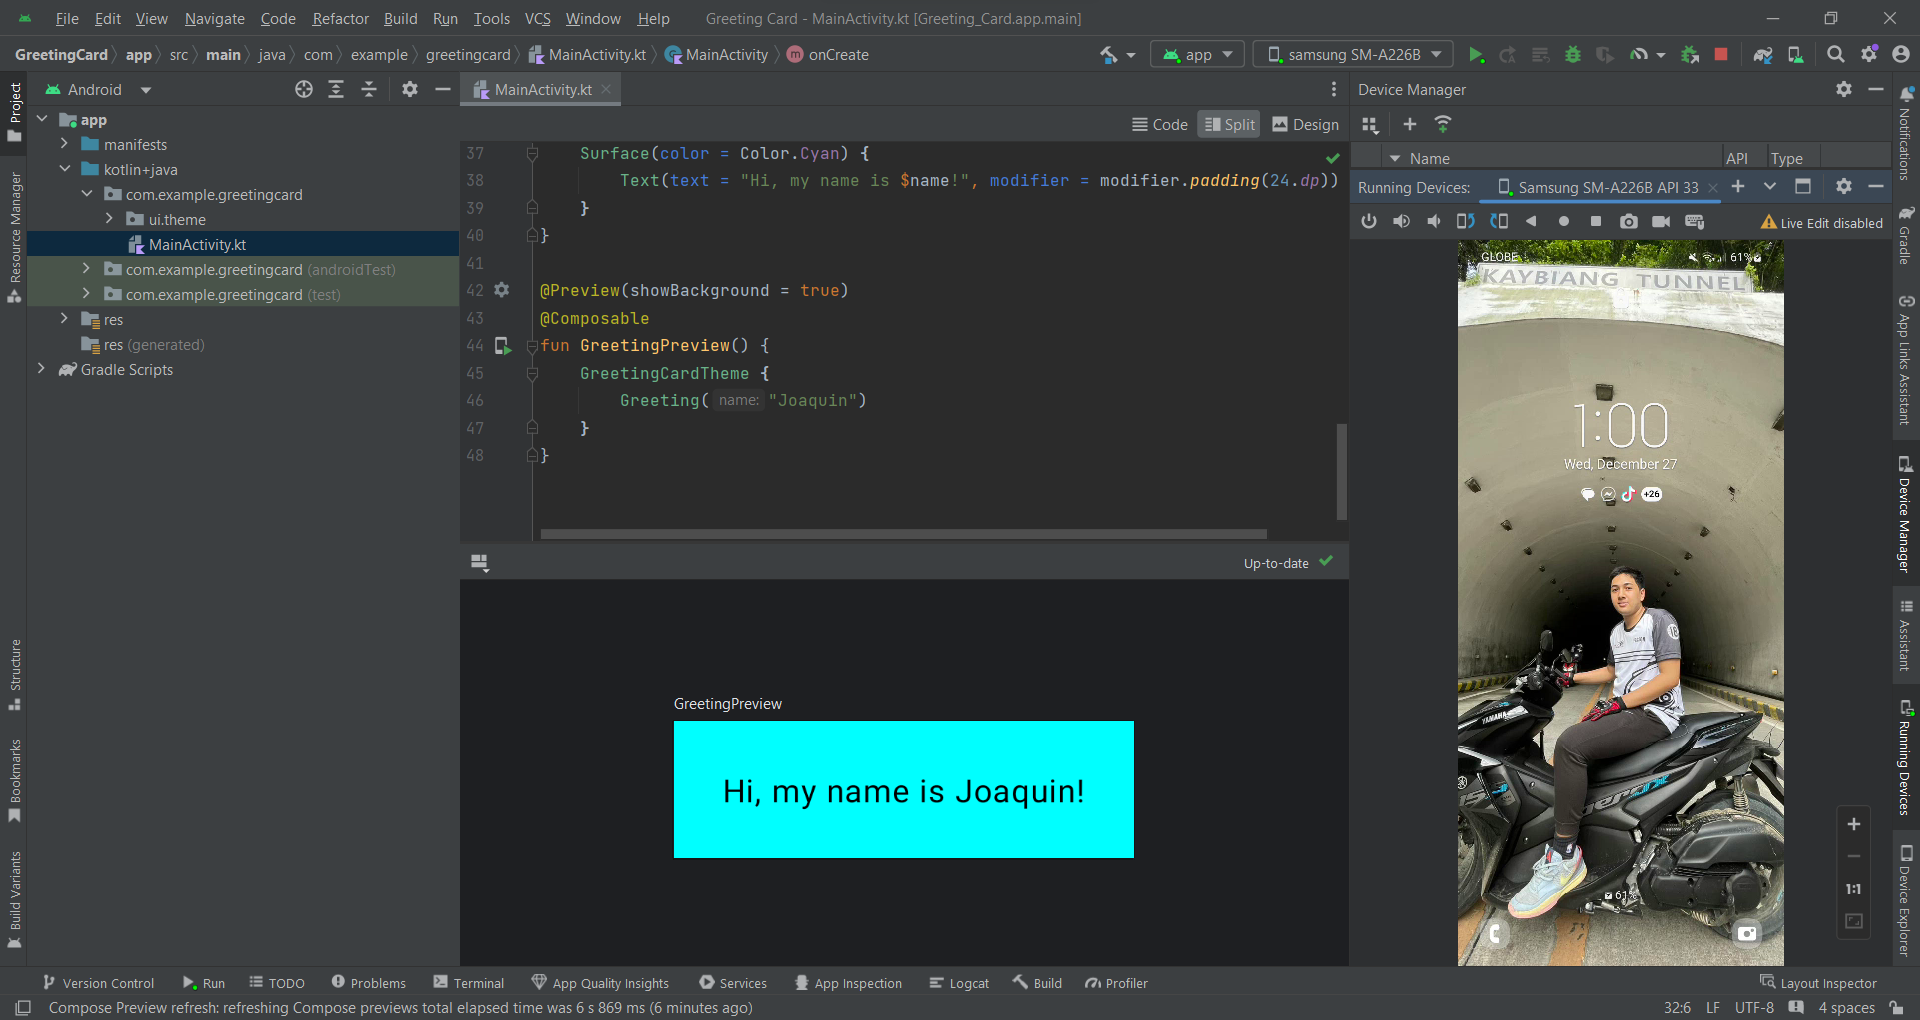 File Edit View Navigate Code Refactor Build Run Tools VCS Window Help Greeting Card - MainActivity.kt [Greeting_Card.app.main]
GreetingCard app src main java com example greetingcard MainActivity.kt MainActivity onCreate app samsung SM-A226B
Project
Resource Manager
Structure
Bookmarks
Build Variants
Android
app
manifests
kotlin+java
com.example.greetingcard
ui.theme
MainActivity.kt
com.example.greetingcard (androidTest)
com.example.greetingcard (test)
res
res (generated)
Gradle Scripts
MainActivity.kt
Code Split Design
37 Surface(color = Color.Cyan) {
38 Text(text = "Hi, my name is $name!", modifier = modifier.padding(24.dp))
39 }
40 }
41
42 @Preview(showBackground = true)
43 @Composable
44 fun GreetingPreview() {
45 GreetingCardTheme {
46 Greeting( name: "Joaquin")
47 }
48 }
Up-to-date
GreetingPreview
Hi, my name is Joaquin!
Device Manager
Name API Type
Running Devices: Samsung SM-A226B API 33
Live Edit disabled
GLOBE 61%
KAYBIANG TUNNEL
1:00
Wed, December 27
+26
YAMAHA
61%
1:1
Notifications
Gradle
App Links Assistant
Device Manager
Assistant
Running Devices
Device Explorer
Version Control Run TODO Problems Terminal App Quality Insights Services App Inspection Logcat Build Profiler Layout Inspector
Compose Preview refresh: refreshing Compose previews total elapsed time was 6 s 869 ms (6 minutes ago) 32:6 LF UTF-8 4 spaces